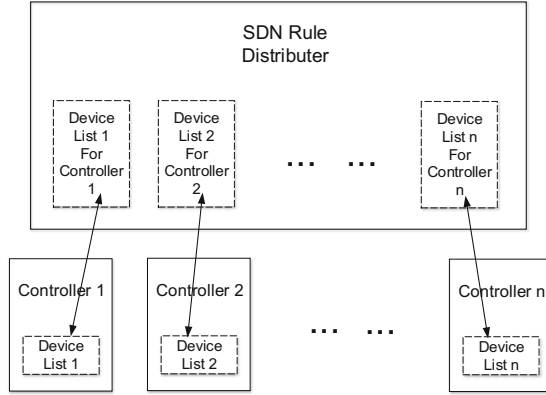 SDN Rule
Distributer
Device
List 1
For
Controller
1
Device
List 2
For
Controller
2
... ...
Device
List n
For
Controller
n
Controller 1
Device
List 1
Controller 2
Device
List 2
... ...
Controller n
Device
List n